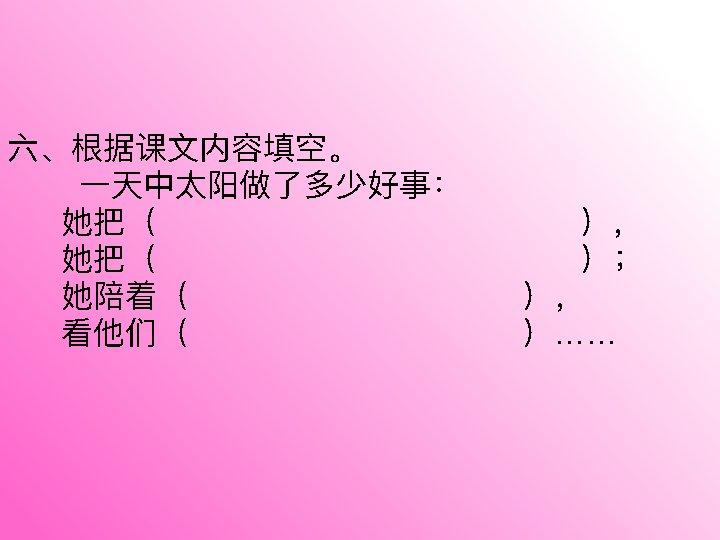 六、根据课文内容填空。
一天中太阳做了多少好事：
她把（                                ），
她把（                                ）；
她陪着（                         ），
看他们（                         ）……